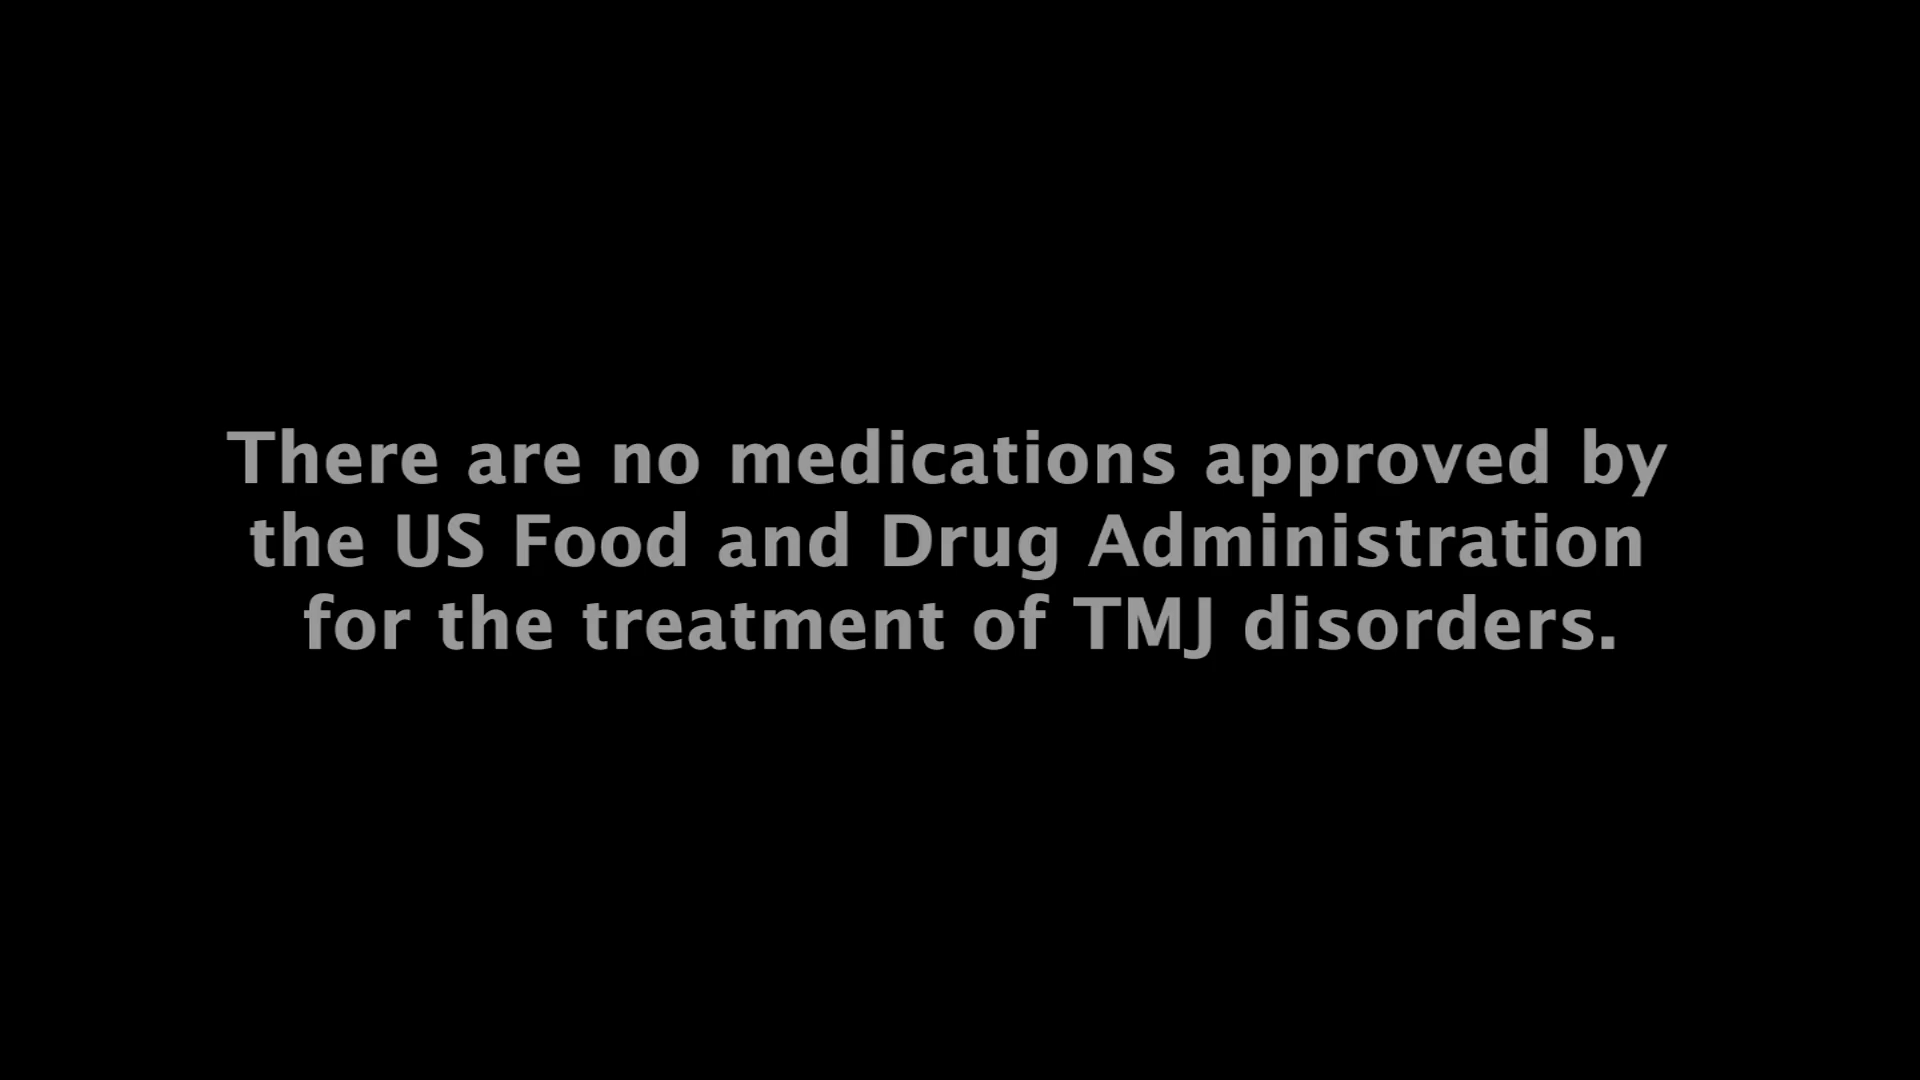 There are no medications approved by
the US Food and Drug Administration
for the treatment of TMJ disorders.